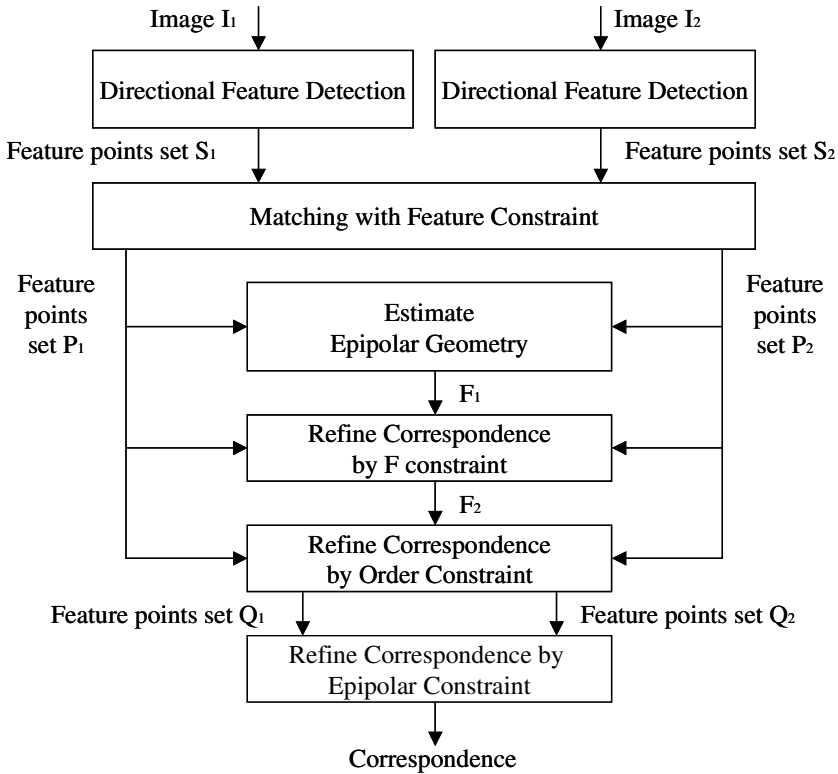 Image I1
Image I2
Directional Feature Detection
Directional Feature Detection
Feature points set S1
Feature points set S2
Matching with Feature Constraint
Feature
points
set P1
Feature
points
set P2
Estimate
Epipolar Geometry
F1
Refine Correspondence
by F constraint
F2
Refine Correspondence
by Order Constraint
Feature points set Q1
Feature points set Q2
Refine Correspondence by
Epipolar Constraint
Correspondence